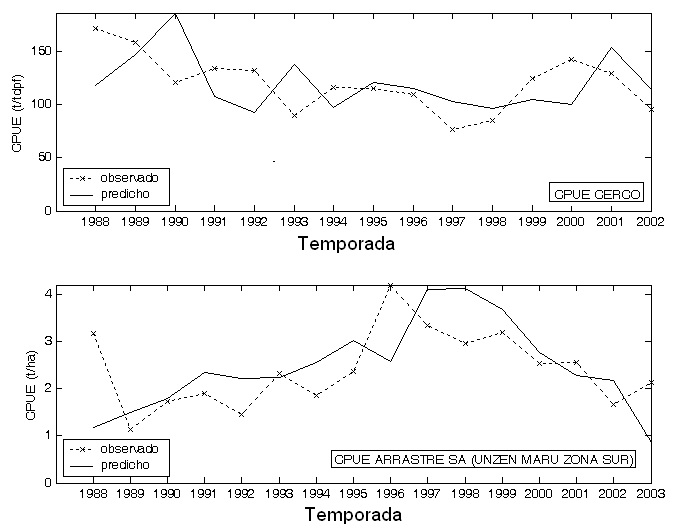 150
100
50
0
CPUE (t/tdpf)
observado
predicho
CPUE CERCO
1988 1989 1990 1991 1992 1993 1994 1995 1996 1997 1998 1999 2000 2001 2002
Temporada
4
3
2
1
0
CPUE (t/ha)
observado
predicho
CPUE ARRASTRE SA (UNZEN MARU ZONA SUR)
1988 1989 1990 1991 1992 1993 1994 1995 1996 1997 1998 1999 2000 2001 2002 2003
Temporada